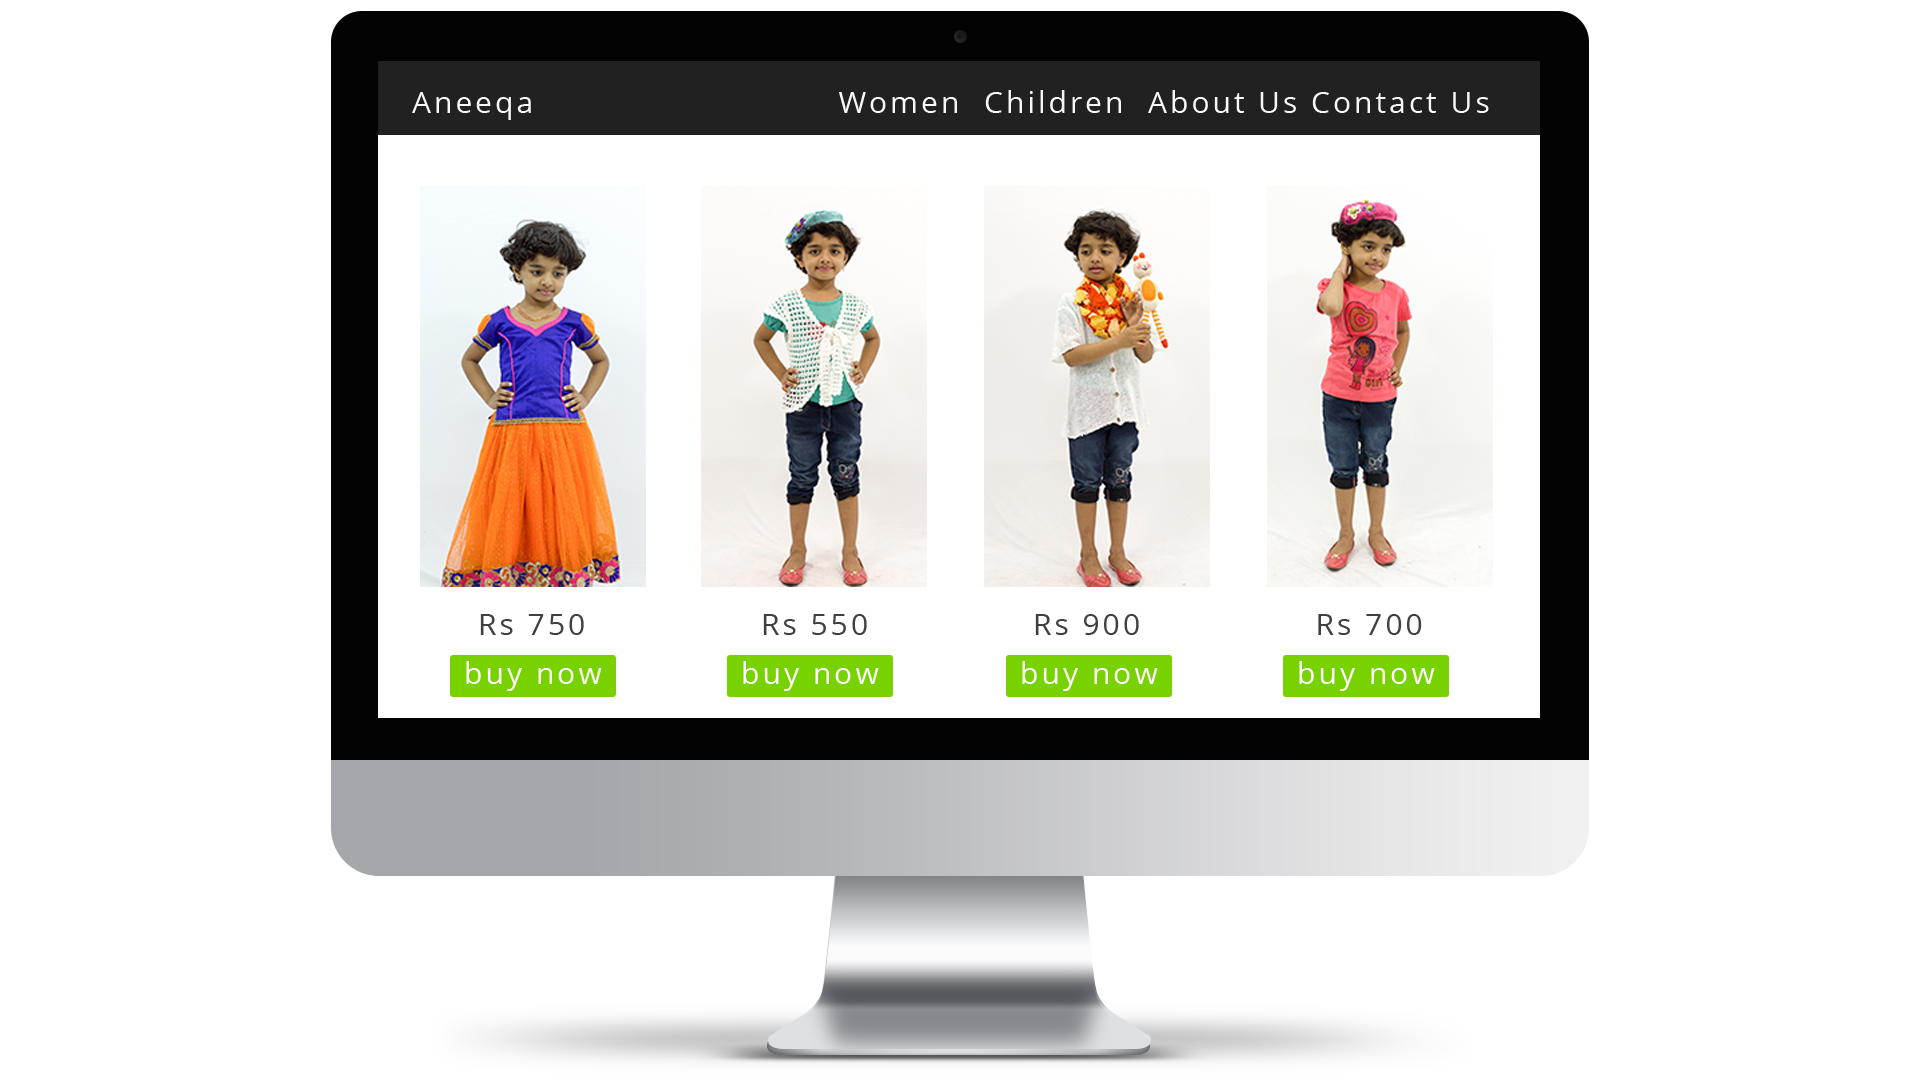 Aneeqa Women Children About Us Contact Us
Rs 750 Rs 550 Rs 900 Rs 700
buy now buy now buy now buy now